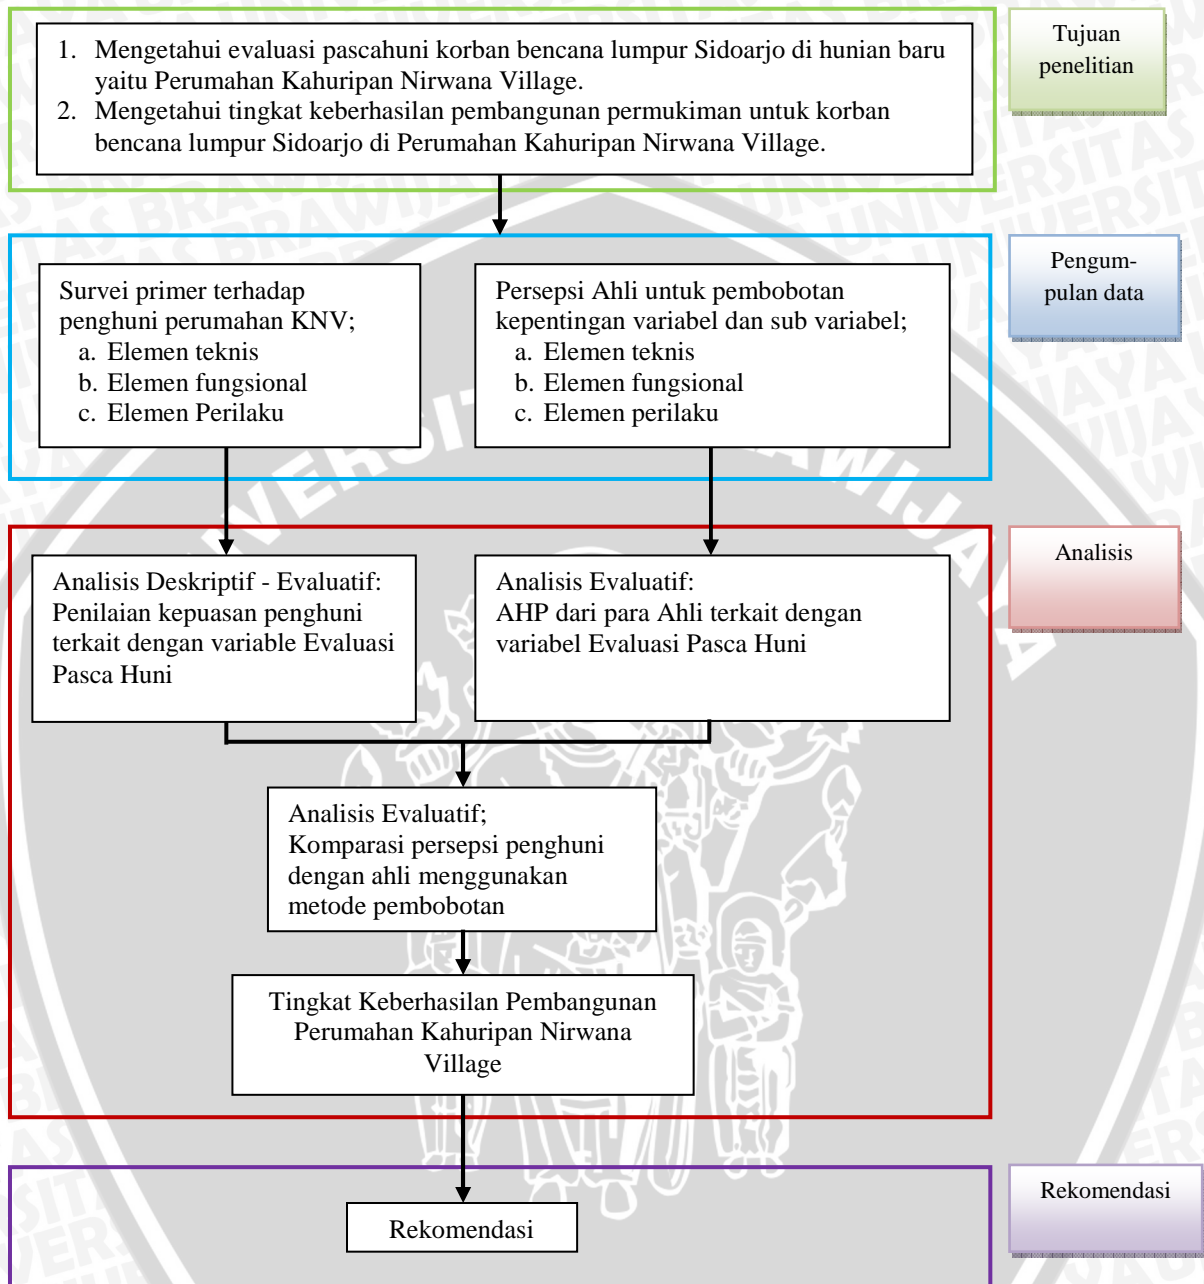 1. Mengetahui evaluasi pascahuni korban bencana lumpur Sidoarjo di hunian baru
yaitu Perumahan Kahuripan Nirwana Village.
2. Mengetahui tingkat keberhasilan pembangunan permukiman untuk korban
bencana lumpur Sidoarjo di Perumahan Kahuripan Nirwana Village.
Tujuan
penelitian
Survei primer terhadap
penghuni perumahan KNV;
a. Elemen teknis
b. Elemen fungsional
c. Elemen Perilaku
Persepsi Ahli untuk pembobotan
kepentingan variabel dan sub variabel;
a. Elemen teknis
b. Elemen fungsional
c. Elemen perilaku
Pengum-
pulan data
Analisis Deskriptif - Evaluatif:
Penilaian kepuasan penghuni
terkait dengan variable Evaluasi
Pasca Huni
Analisis Evaluatif:
AHP dari para Ahli terkait dengan
variabel Evaluasi Pasca Huni
Analisis
Analisis Evaluatif;
Komparasi persepsi penghuni
dengan ahli menggunakan
metode pembobotan
Tingkat Keberhasilan Pembangunan
Perumahan Kahuripan Nirwana
Village
Rekomendasi
Rekomendasi